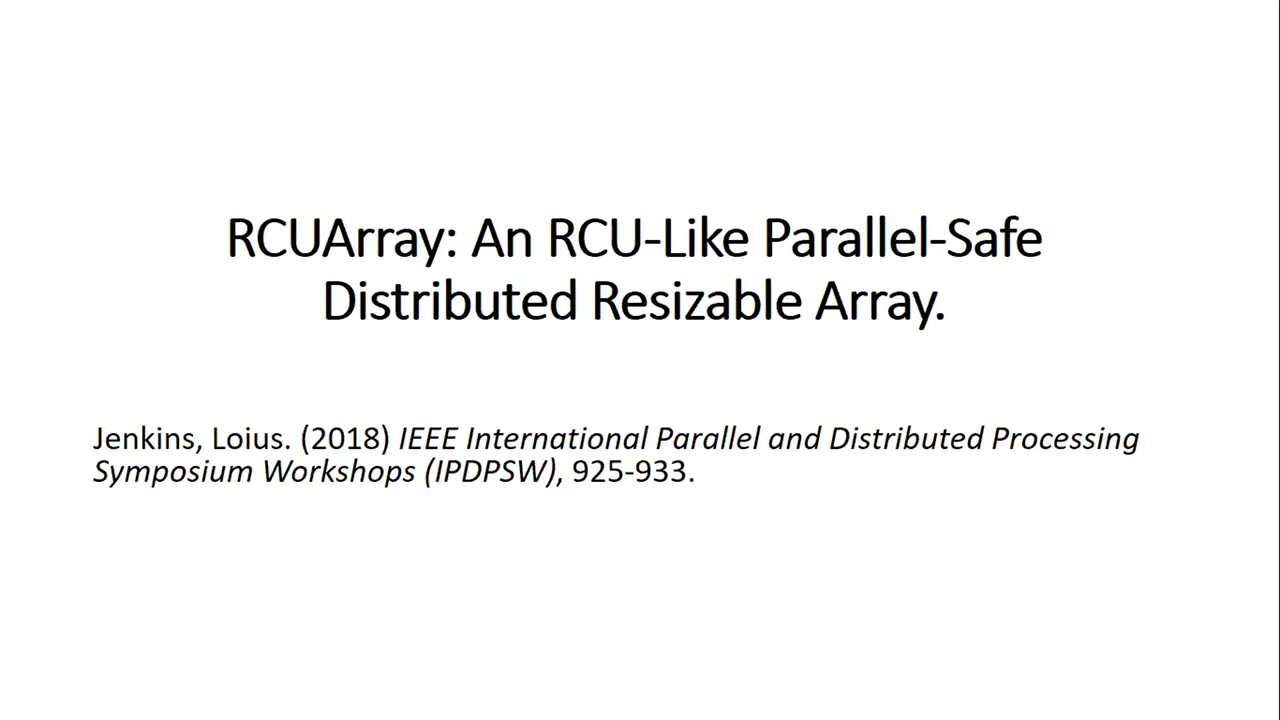 RCUArray: An RCU-Like Parallel-Safe
Distributed Resizable Array.
Jenkins, Loius. (2018) IEEE International Parallel and Distributed Processing
Symposium Workshops (IPDPSW), 925-933.